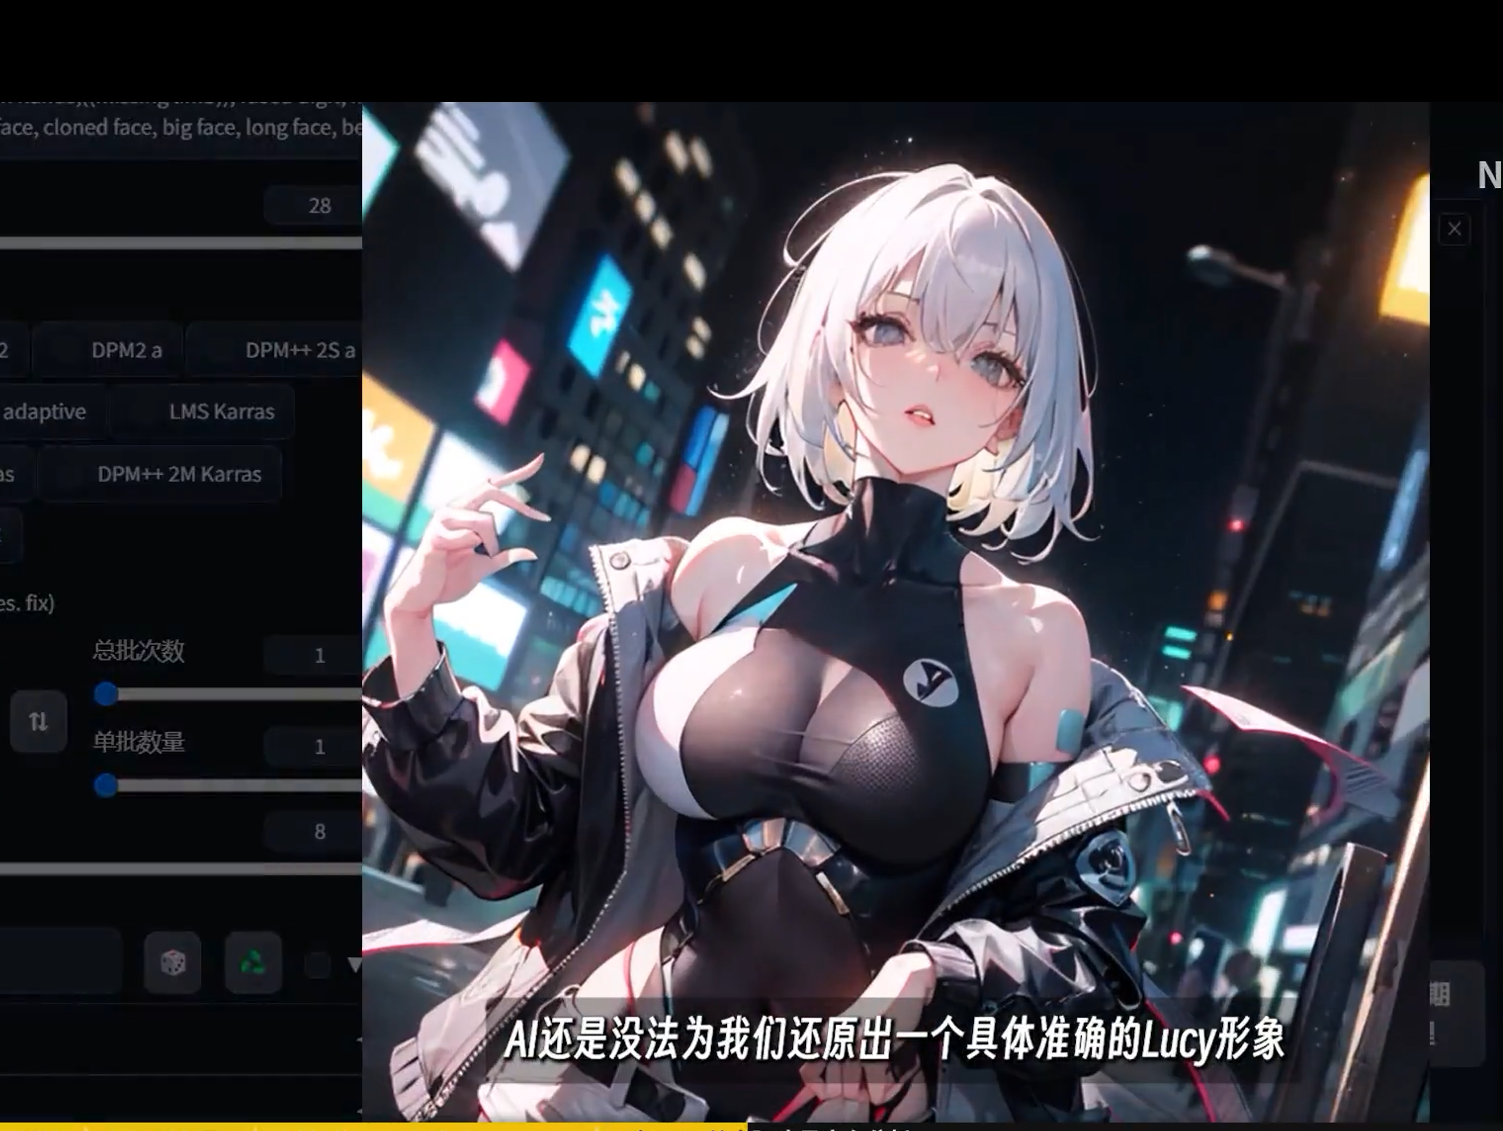 face, cloned face, big face, long face, be
28
2
DPM2 a
DPM++ 2S a
adaptive
LMS Karras
as
DPM++ 2M Karras
es. fix)
总批次数
1
单批数量
1
8
N
期
AI还是没法为我们还原出一个具体准确的Lucy形象